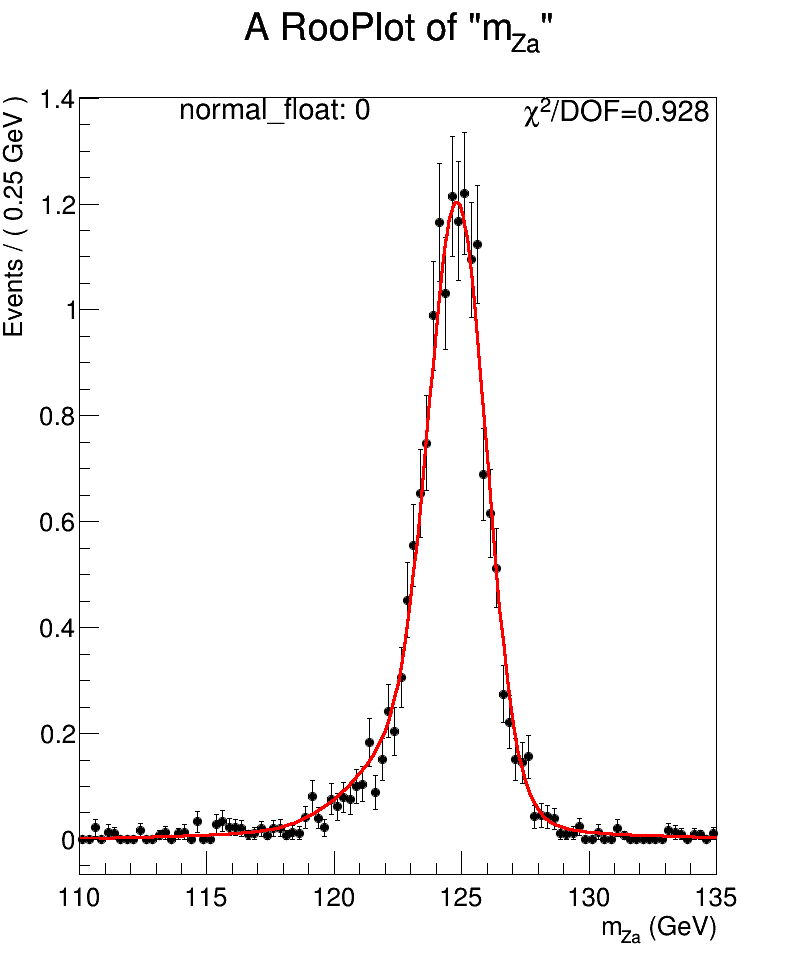 A RooPlot of "m_Za"
normal_float: 0
χ²/DOF=0.928
Events / ( 0.25 GeV )
1.4
1.2
1
0.8
0.6
0.4
0.2
0
110 115 120 125 130 135
m_Za (GeV)